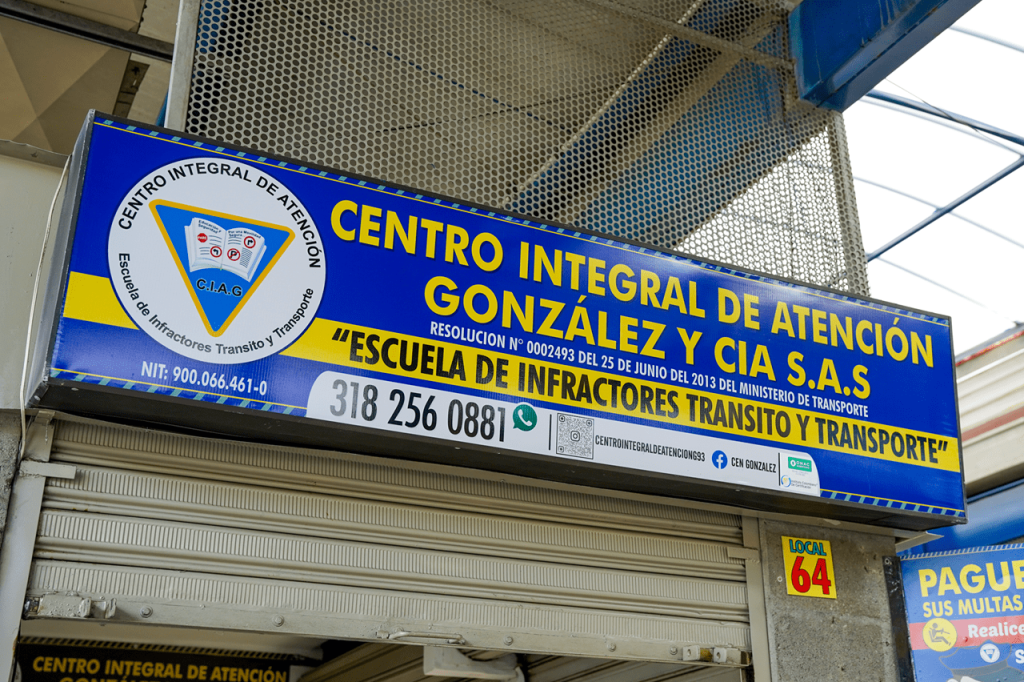 CENTRO INTEGRAL DE ATENCIÓN
Escuela de Infractores Transito y Transporte
C.I.A.G
NIT: 900.066.461-0
CENTRO INTEGRAL DE ATENCIÓN
GONZÁLEZ Y CIA S.A.S
RESOLUCION N° 0002493 DEL 25 DE JUNIO DEL 2013 DEL MINISTERIO DE TRANSPORTE
"ESCUELA DE INFRACTORES TRANSITO Y TRANSPORTE"
318 256 0881
CENTROINTEGRALDEATENCIONG93
CEN GONZALEZ
LOCAL
64
PAGUE
SUS MULTAS
Realice
CENTRO INTEGRAL DE ATENCIÓN